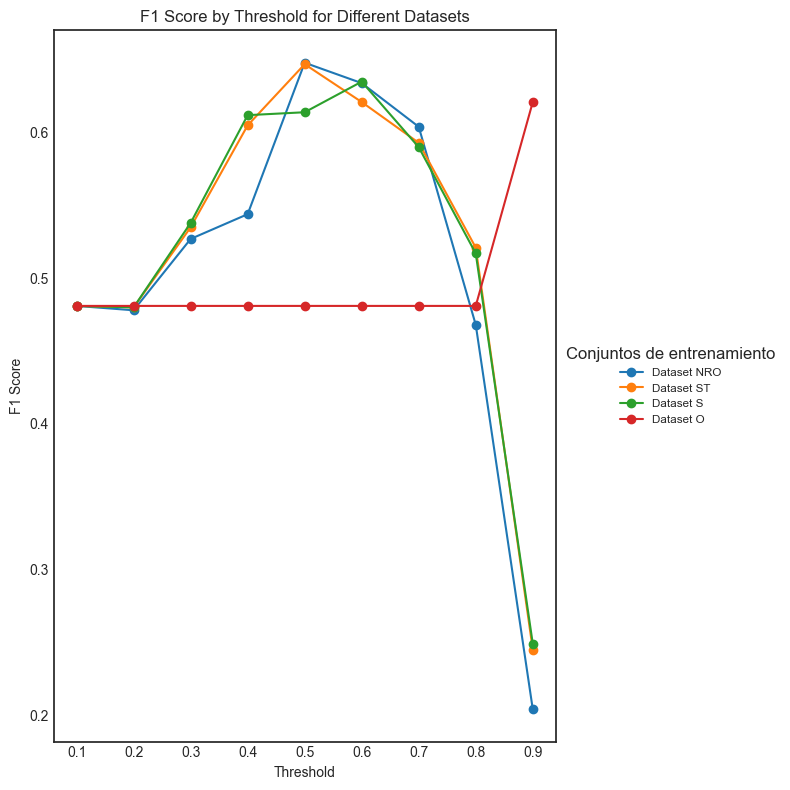 F1 Score by Threshold for Different Datasets
F1 Score
0.6
0.5
0.4
0.3
0.2
0.1 0.2 0.3 0.4 0.5 0.6 0.7 0.8 0.9
Threshold
Conjuntos de entrenamiento
Dataset NRO
Dataset ST
Dataset S
Dataset O